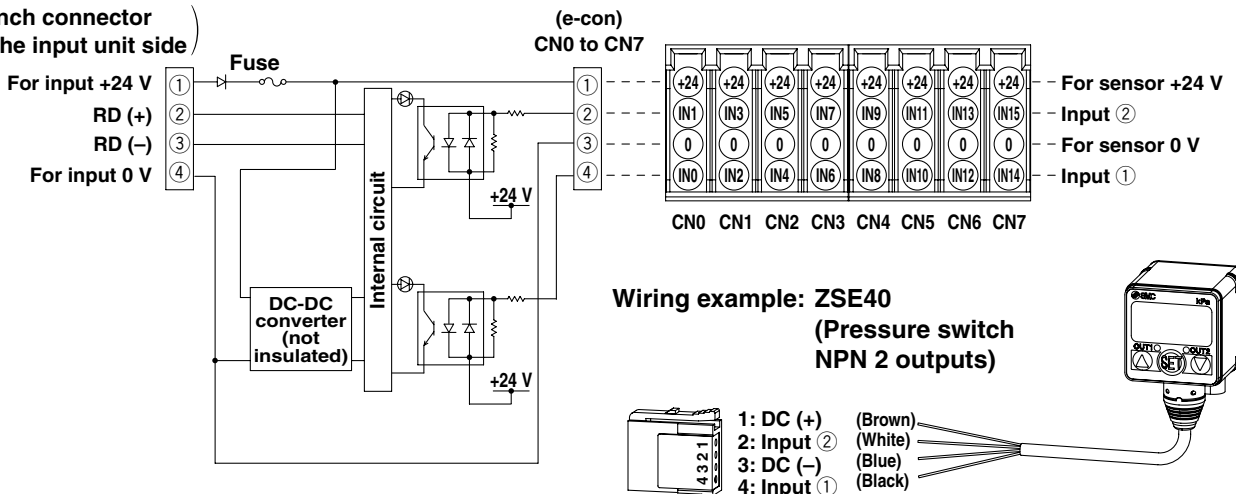 nch connector
he input unit side)
Fuse
For input +24 V ①
RD (+) ②
RD (–) ③
For input 0 V ④
Internal circuit
+24 V
+24 V
DC-DC
converter
(not
insulated)
(e-con)
CN0 to CN7
①
②
③
④
+24 +24 +24 +24 +24 +24 +24 +24 For sensor +24 V
IN1 IN3 IN5 IN7 IN9 IN11 IN13 IN15 Input ②
0 0 0 0 0 0 0 0 For sensor 0 V
IN0 IN2 IN4 IN6 IN8 IN10 IN12 IN14 Input ①
CN0 CN1 CN2 CN3 CN4 CN5 CN6 CN7
Wiring example: ZSE40
(Pressure switch
NPN 2 outputs)
4 3 2 1
1: DC (+) (Brown)
2: Input ② (White)
3: DC (–) (Blue)
4: Input ① (Black)
SMC kPa
OUT1 OUT2
SET